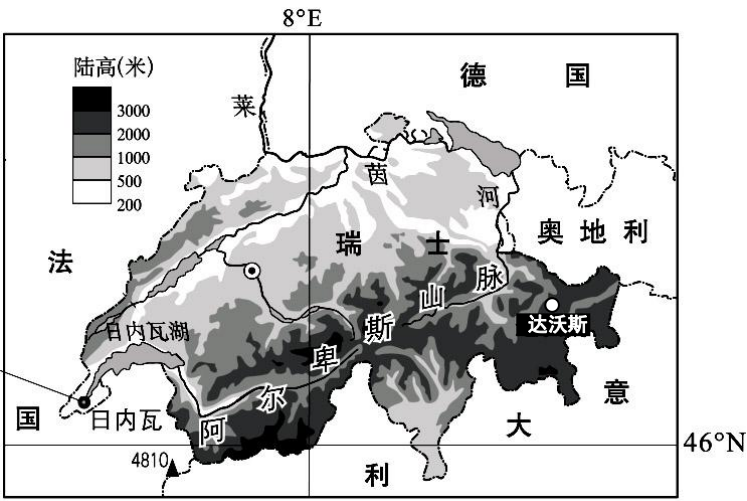 8°E
陆高(米)
3000
2000
1000
500
200
莱
茵
河
德国
奥地利
法
国
瑞士
阿尔卑斯山脉
达沃斯
日内瓦湖
日内瓦
意
大
利
4810
46°N